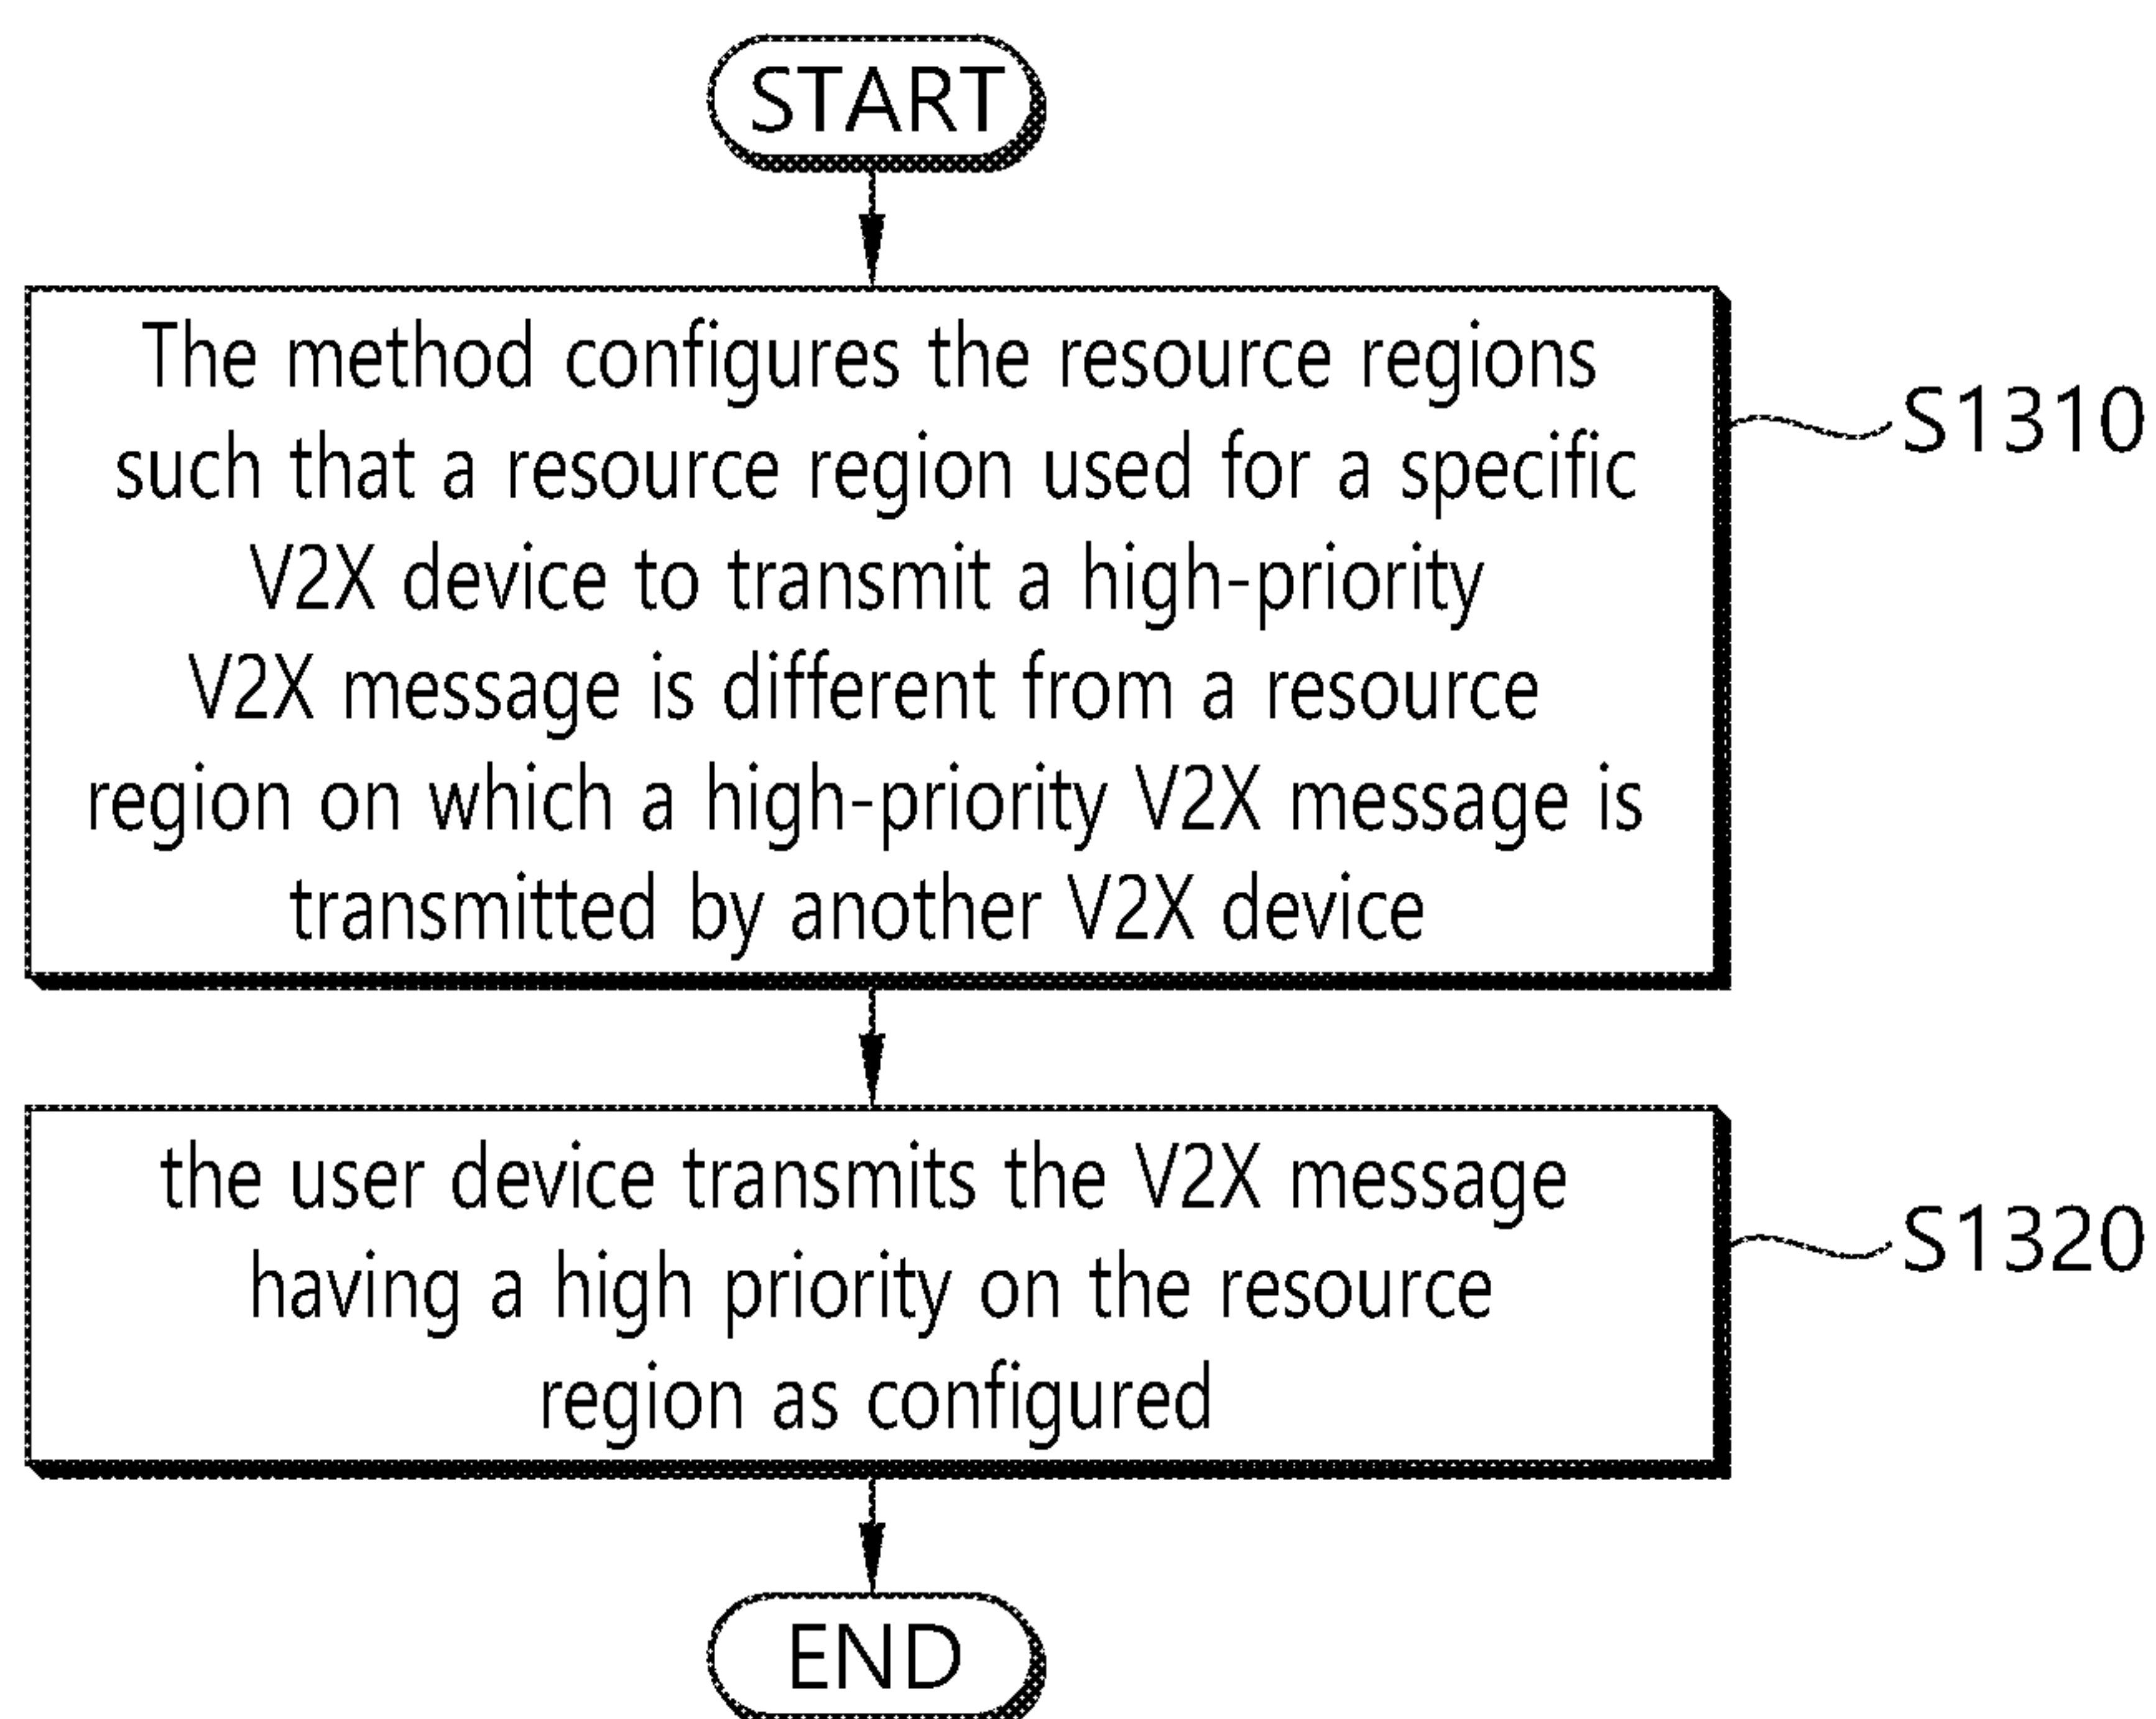 START
The method configures the resource regions
such that a resource region used for a specific
V2X device to transmit a high-priority
V2X message is different from a resource
region on which a high-priority V2X message is
transmitted by another V2X device
S1310
the user device transmits the V2X message
having a high priority on the resource
region as configured
S1320
END